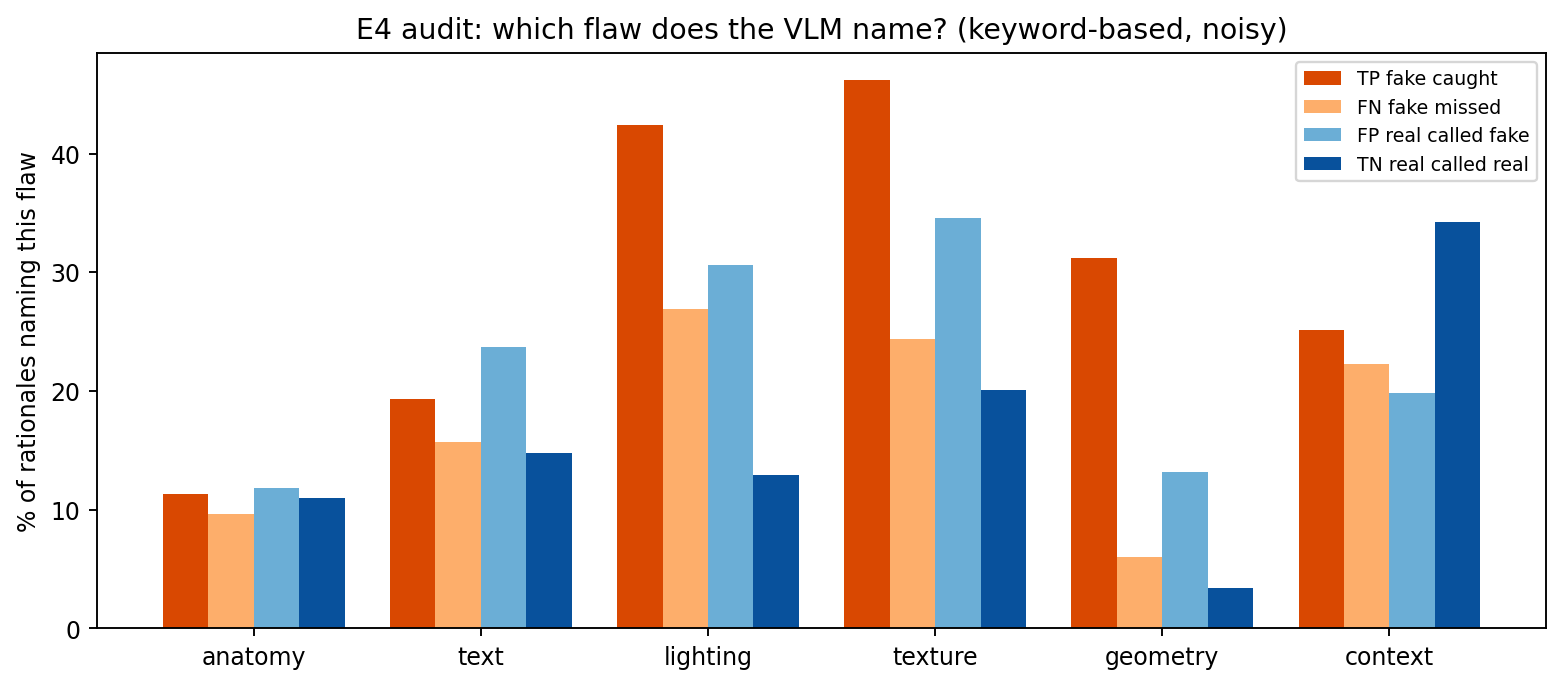 E4 audit: which flaw does the VLM name? (keyword-based, noisy)
% of rationales naming this flaw
40
30
20
10
0
TP fake caught
FN fake missed
FP real called fake
TN real called real
anatomy
text
lighting
texture
geometry
context